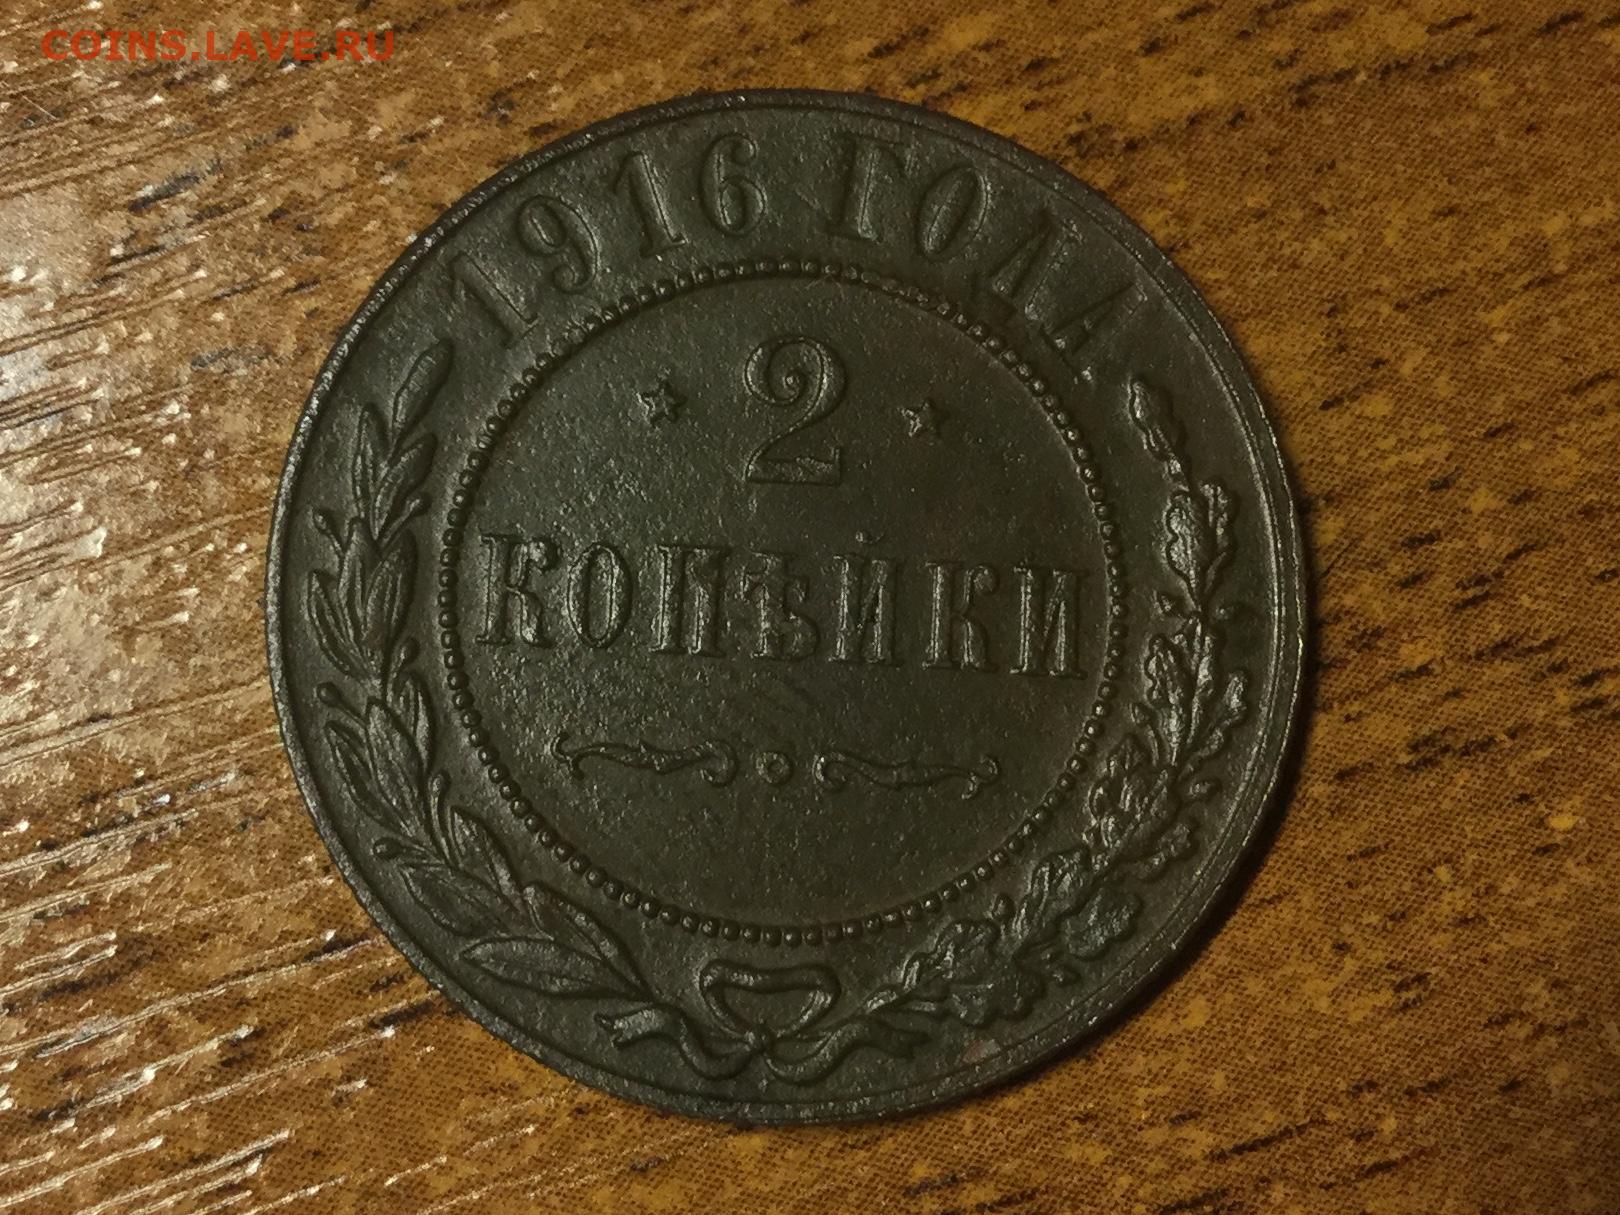 COINS.LAVE.RU
1916 ГОДА
2
КОПѢЙКИ